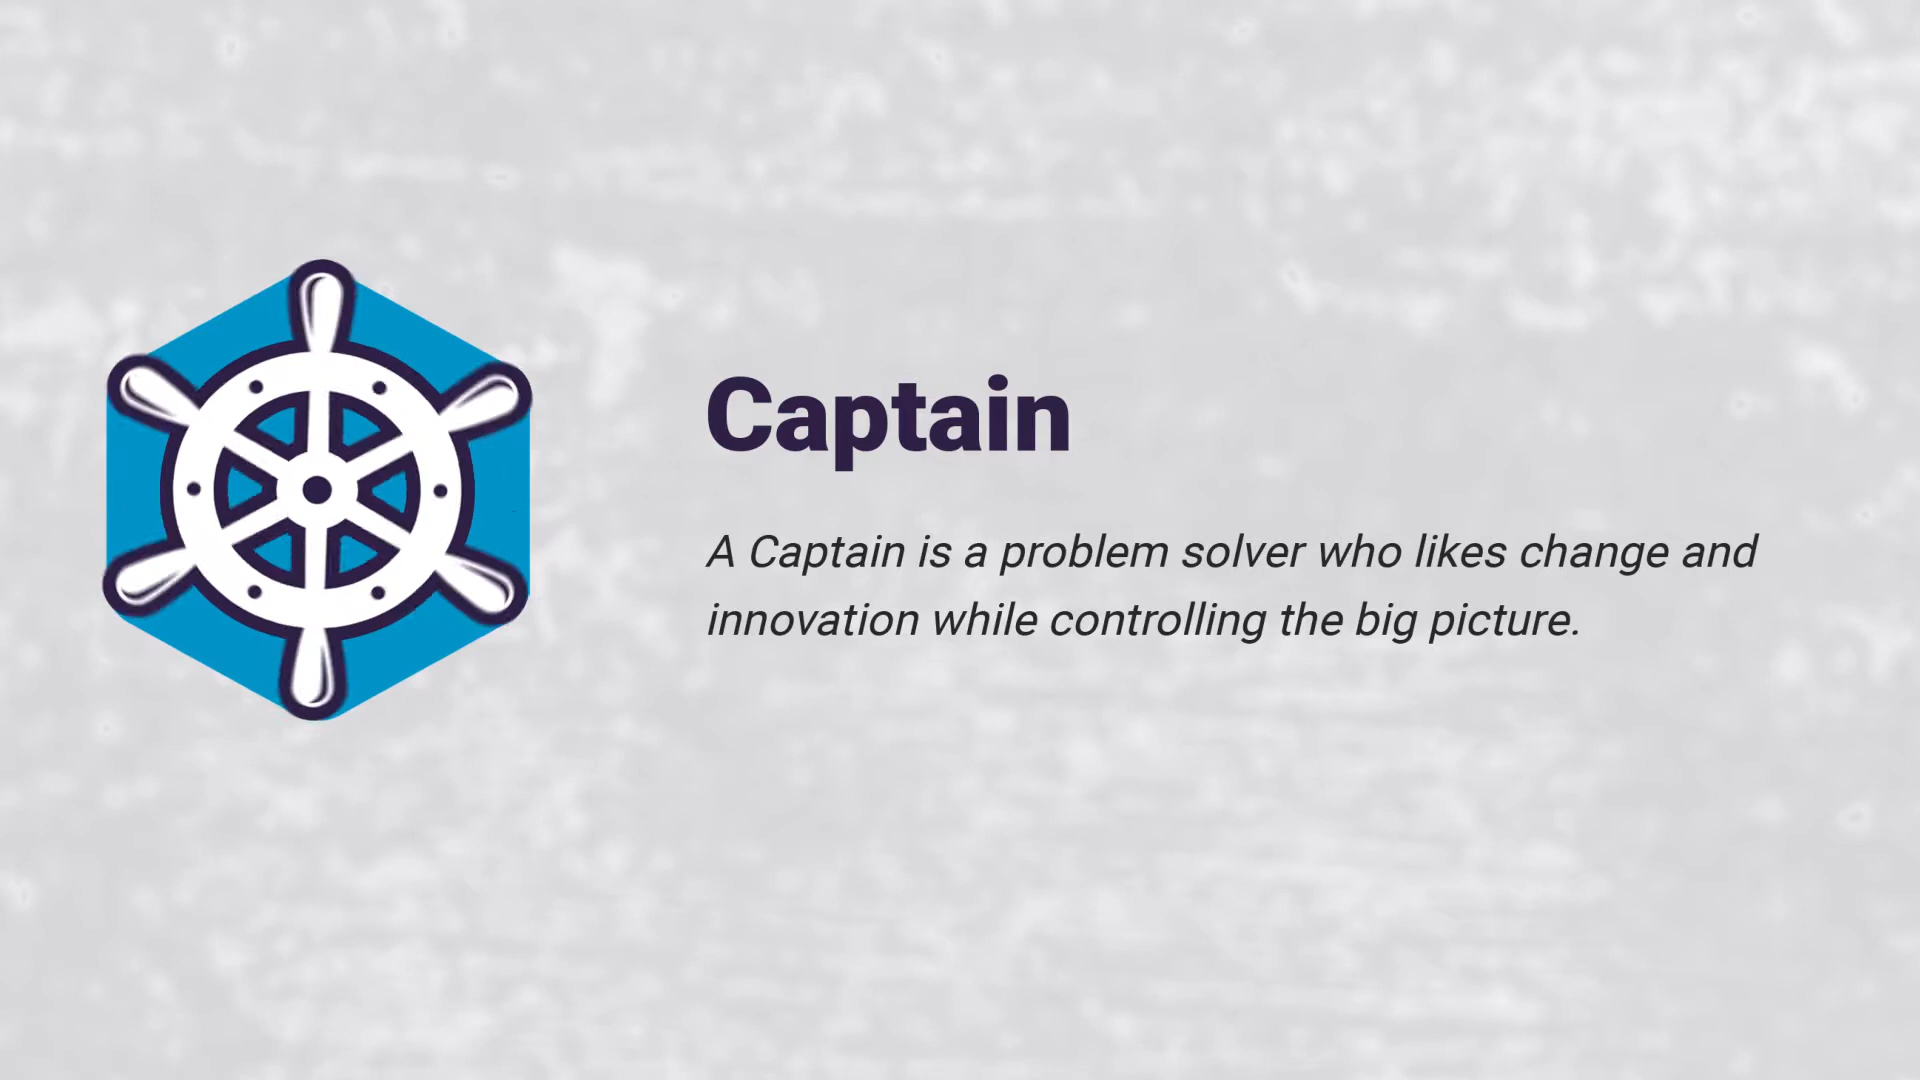 Captain
A Captain is a problem solver who likes change and
innovation while controlling the big picture.